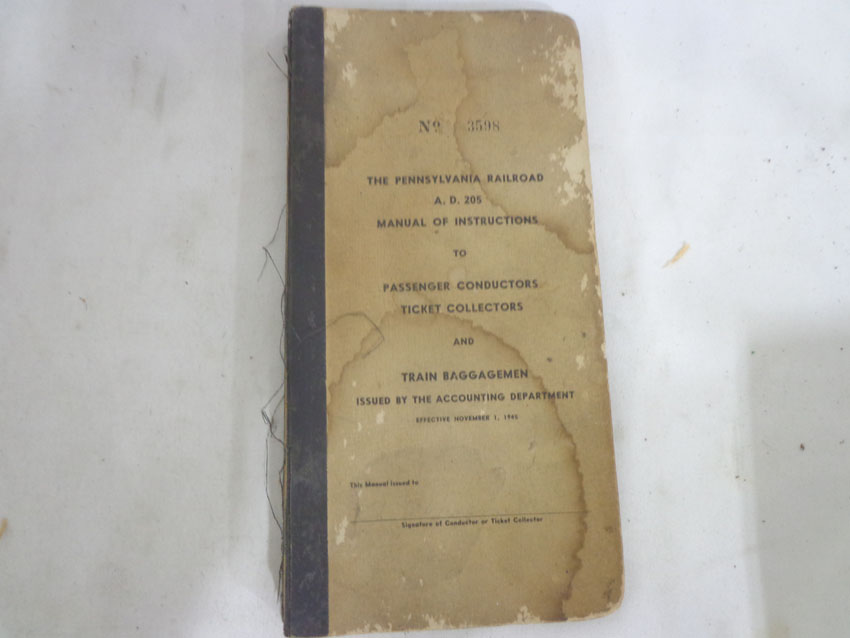 Nº 3598
THE PENNSYLVANIA RAILROAD
A. D. 205
MANUAL OF INSTRUCTIONS
TO
PASSENGER CONDUCTORS
TICKET COLLECTORS
AND
TRAIN BAGGAGEMEN
ISSUED BY THE ACCOUNTING DEPARTMENT
EFFECTIVE NOVEMBER 1, 1945
This Manual issued to
Signature of Conductor or Ticket Collector